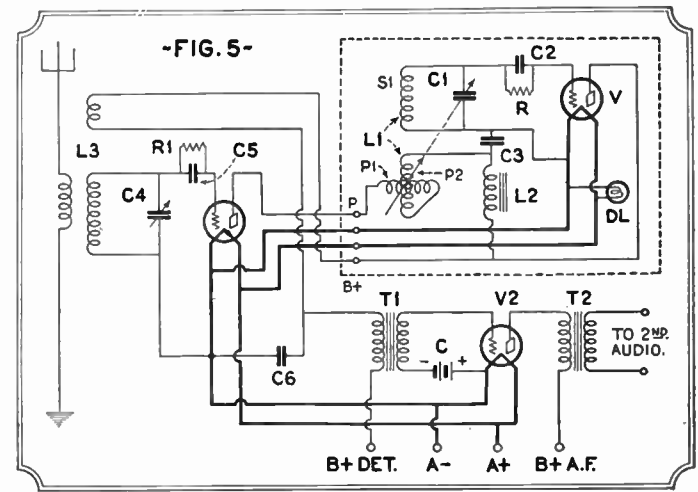 ~FIG. 5~
C2
S1
C1
V
R
L3
R1
C5
L1
C3
P1
P2
C4
L2
P
DL
B+
T1
V2
T2
C
- +
TO 2ND.
AUDIO.
C6
B+ DET. A- A+ B+ A.F.